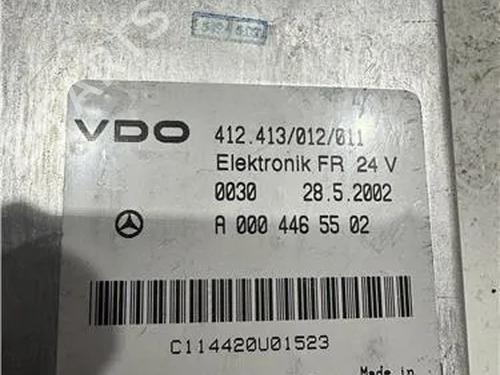 VDO 412.413/012/011
Elektronik FR 24 V
0030 28.5.2002
A 000 446 55 02
C114420U01523
Made in